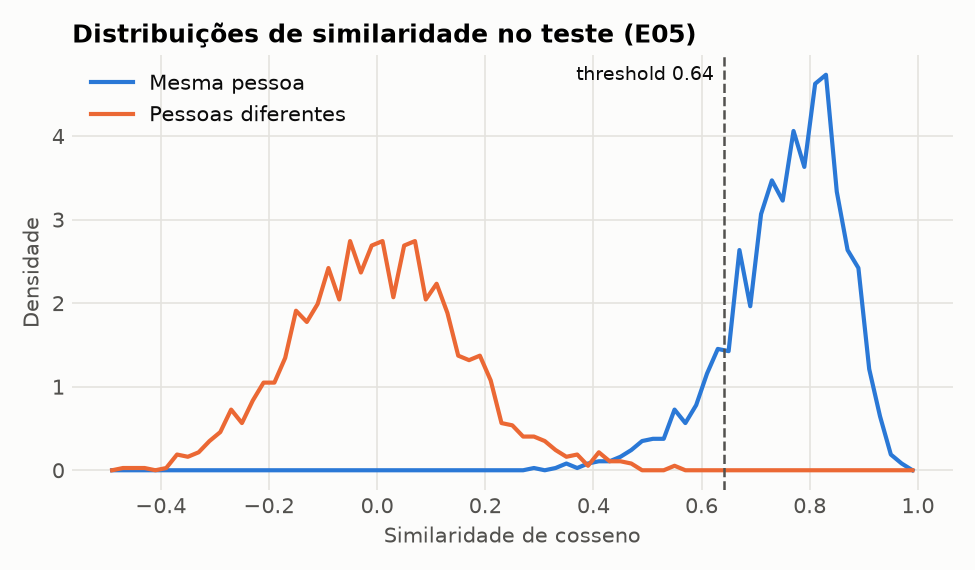 Distribuições de similaridade no teste (E05)
Mesma pessoa
Pessoas diferentes
threshold 0.64
Densidade
4
3
2
1
0
−0.4 −0.2 0.0 0.2 0.4 0.6 0.8 1.0
Similaridade de cosseno